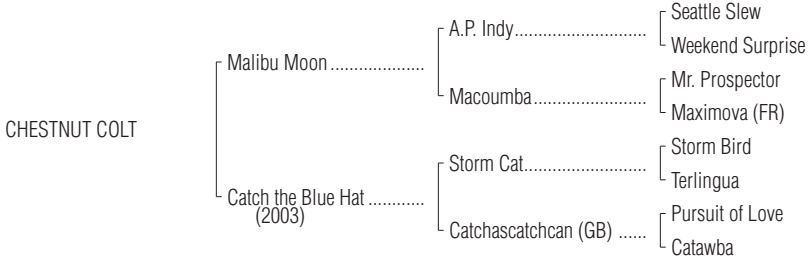 CHESTNUT COLT
Malibu Moon ....................
Catch the Blue Hat ............
(2003)
A.P. Indy............................
Macoumba........................
Storm Cat..........................
Catchascatchcan (GB) ......
Seattle Slew
Weekend Surprise
Mr. Prospector
Maximova (FR)
Storm Bird
Terlingua
Pursuit of Love
Catawba